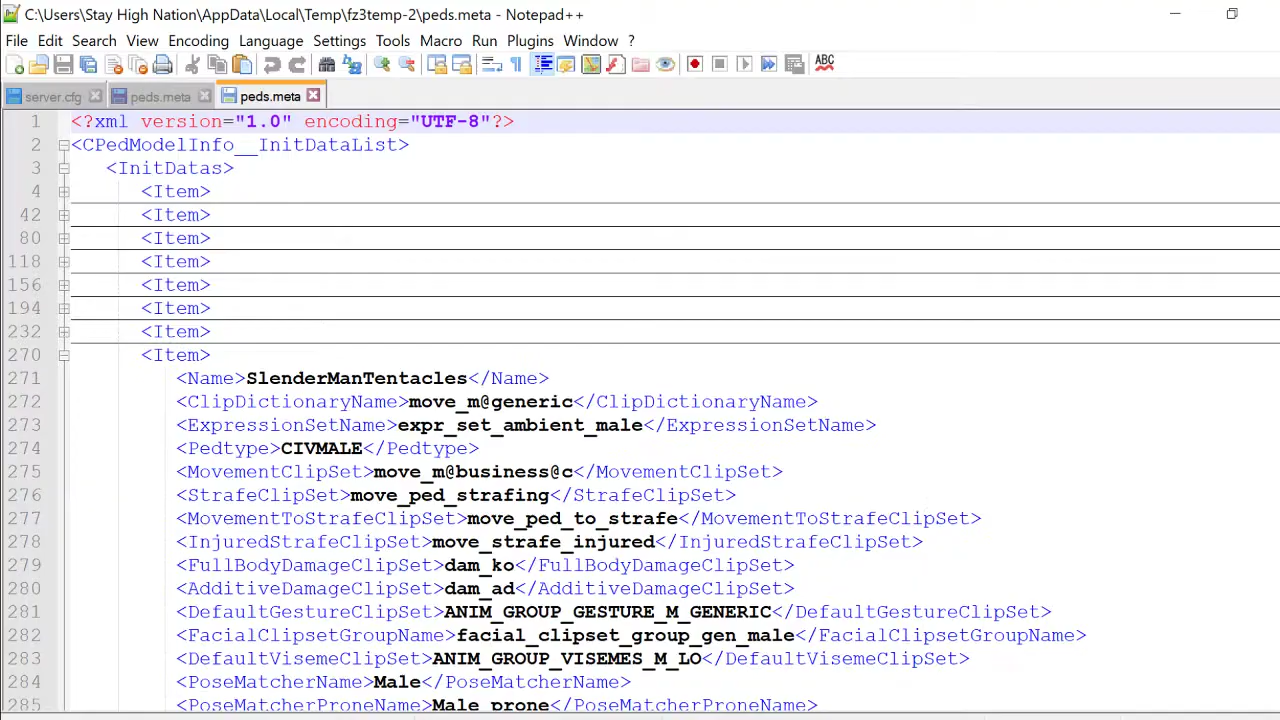 C:\Users\Stay High Nation\AppData\Local\Temp\fz3temp-2\peds.meta - Notepad++
File Edit Search View Encoding Language Settings Tools Macro Run Plugins Window ?
ABC
server.cfg peds.meta peds.meta
1 <?xml version="1.0" encoding="UTF-8"?>
2 <CPedModelInfo__InitDataList>
3 <InitDatas>
4 <Item>
42 <Item>
80 <Item>
118 <Item>
156 <Item>
194 <Item>
232 <Item>
270 <Item>
271 <Name>SlenderManTentacles</Name>
272 <ClipDictionaryName>move_m@generic</ClipDictionaryName>
273 <ExpressionSetName>expr_set_ambient_male</ExpressionSetName>
274 <Pedtype>CIVMALE</Pedtype>
275 <MovementClipSet>move_m@business@c</MovementClipSet>
276 <StrafeClipSet>move_ped_strafing</StrafeClipSet>
277 <MovementToStrafeClipSet>move_ped_to_strafe</MovementToStrafeClipSet>
278 <InjuredStrafeClipSet>move_strafe_injured</InjuredStrafeClipSet>
279 <FullBodyDamageClipSet>dam_ko</FullBodyDamageClipSet>
280 <AdditiveDamageClipSet>dam_ad</AdditiveDamageClipSet>
281 <DefaultGestureClipSet>ANIM_GROUP_GESTURE_M_GENERIC</DefaultGestureClipSet>
282 <FacialClipsetGroupName>facial_clipset_group_gen_male</FacialClipsetGroupName>
283 <DefaultVisemeClipSet>ANIM_GROUP_VISEMES_M_LO</DefaultVisemeClipSet>
284 <PoseMatcherName>Male</PoseMatcherName>
285 <PoseMatcherProneName>Male_prone</PoseMatcherProneName>